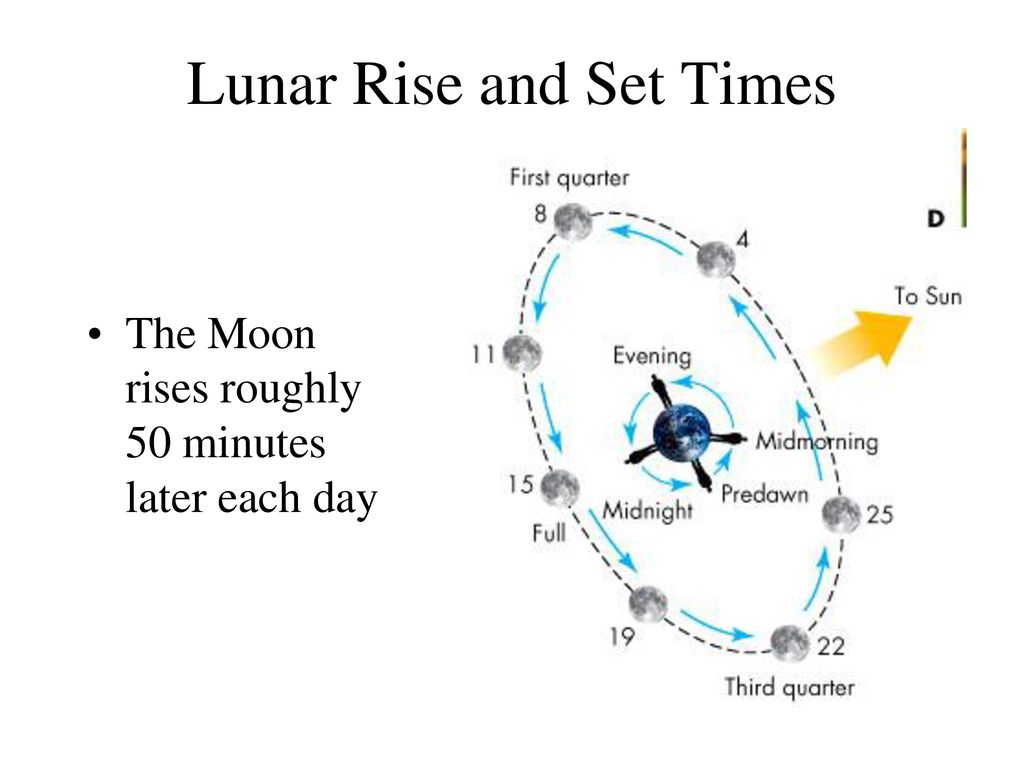 Lunar Rise and Set Times
• The Moon
rises roughly
50 minutes
later each day
First quarter
8
4
D
To Sun
11
Evening
Midmorning
15
Midnight
Predawn
Full
25
19
22
Third quarter